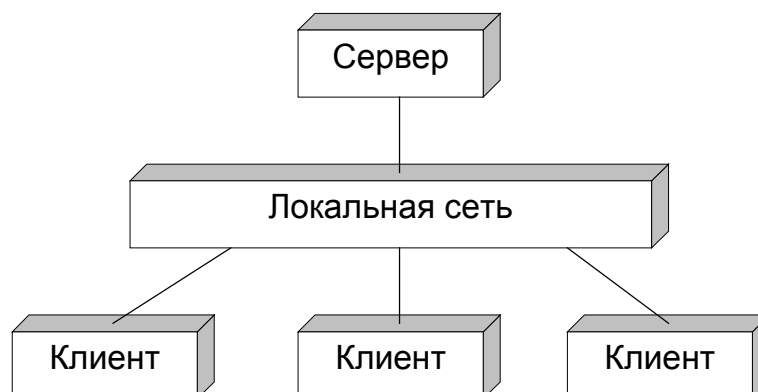 Сервер
Локальная сеть
Клиент Клиент Клиент